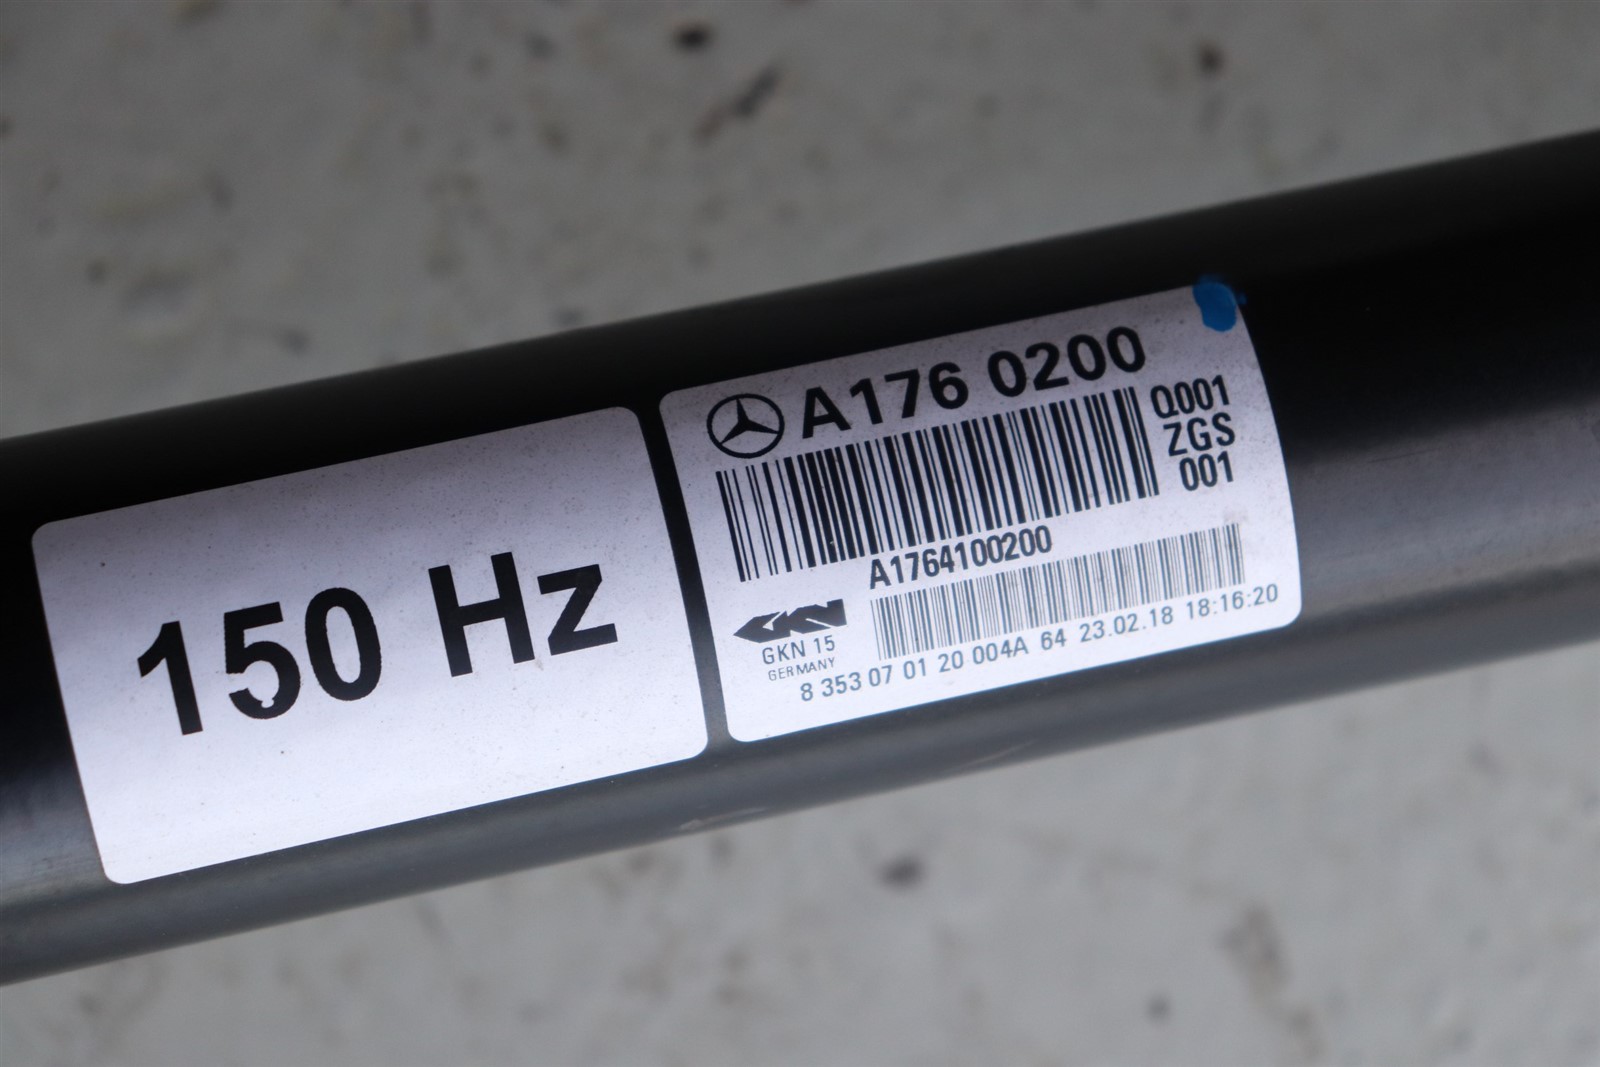 150 Hz
A176 0200
Q001
ZGS
001
A1764100200
GKN
GKN 15
GERMANY
8 353 07 01 20 004A 64 23.02.18 18:16:20